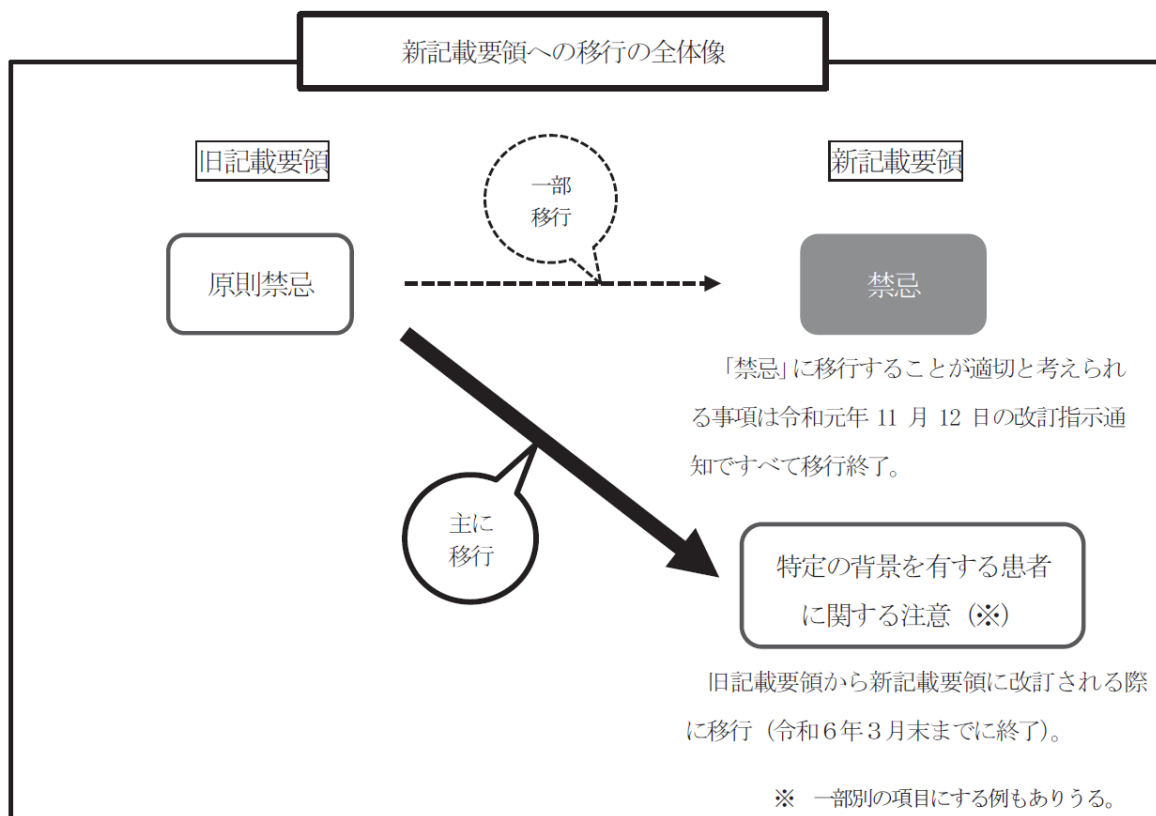 新記載要領への移行の全体像
旧記載要領
新記載要領
一部
移行
原則禁忌
禁忌
「禁忌」に移行することが適切と考えられ
る事項は令和元年 11 月 12 日の改訂指示通
知ですべて移行終了。
主に
移行
特定の背景を有する患者
に関する注意（※）
旧記載要領から新記載要領に改訂される際
に移行（令和６年３月末までに終了）。
※　一部別の項目にする例もありうる。